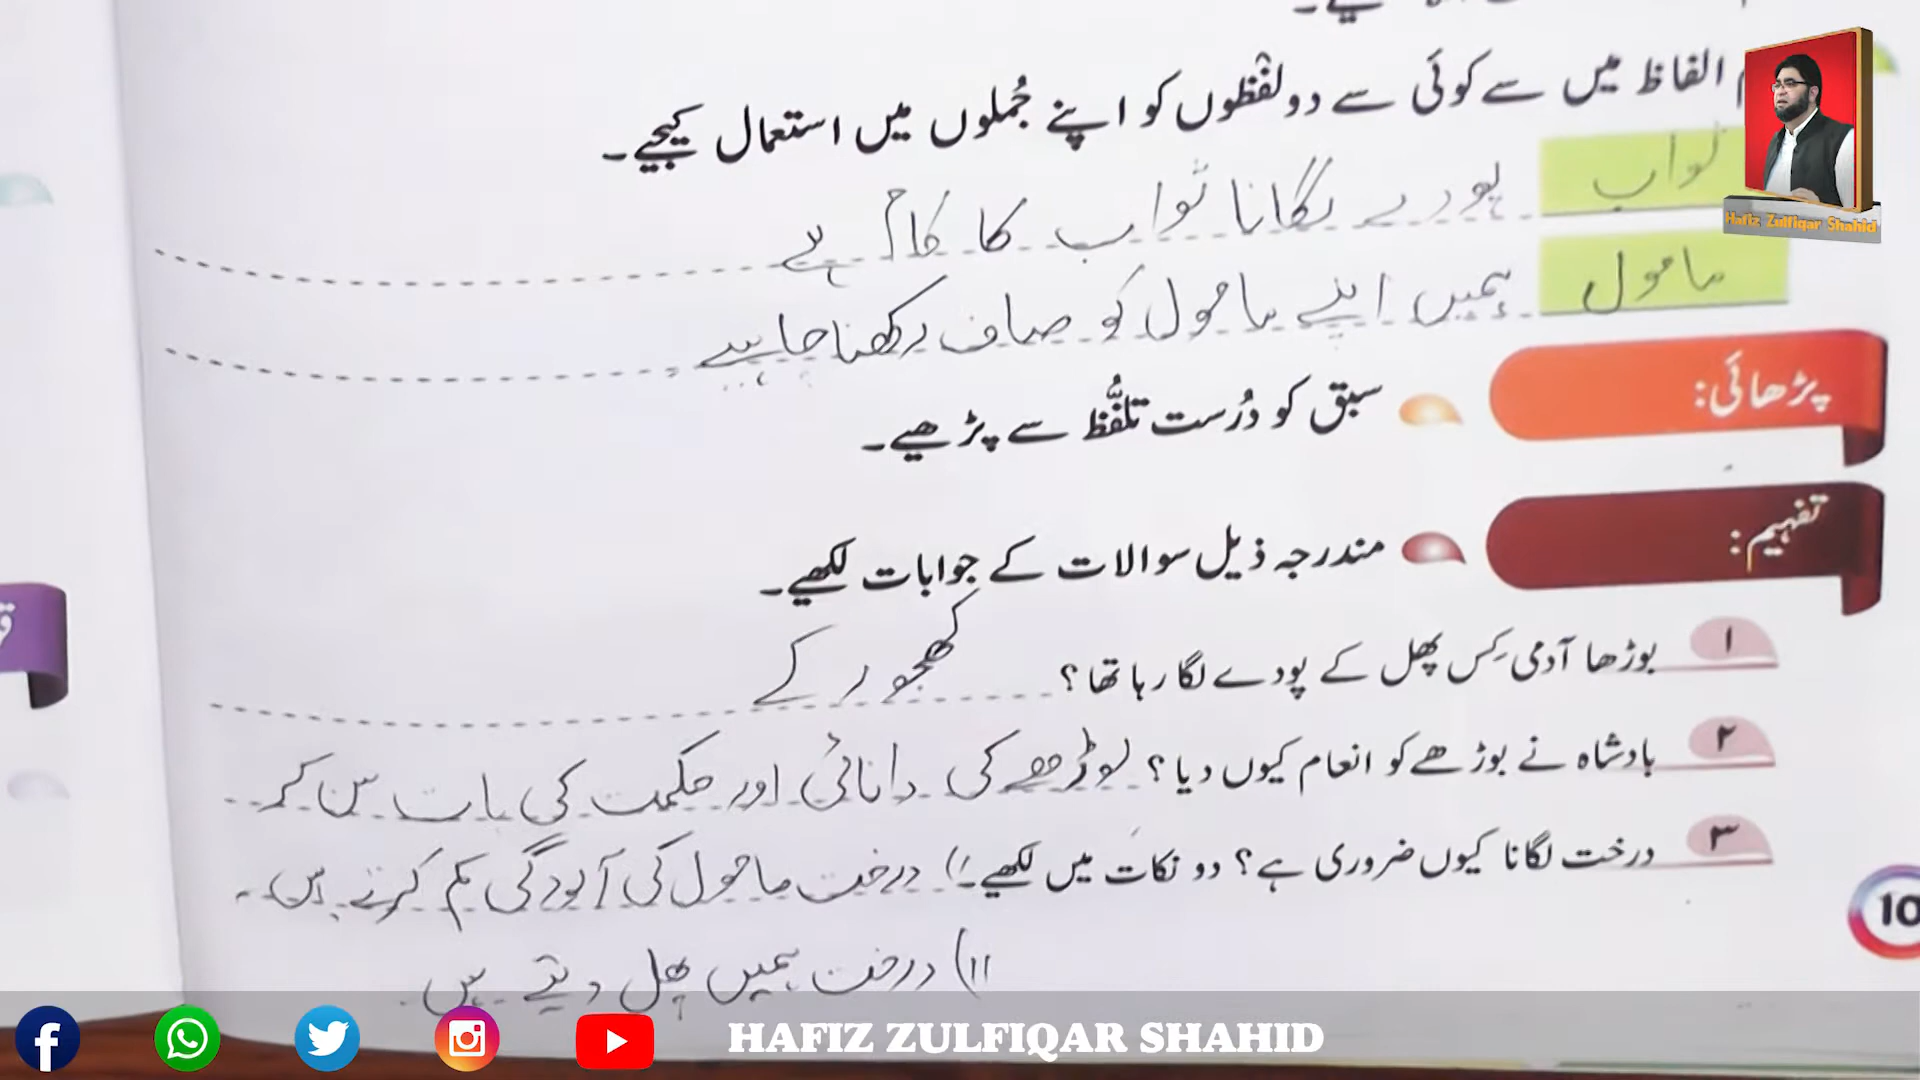 الفاظ میں سے کوئی سے دو لفظوں کو اپنے جُملوں میں استعمال کیجیے۔
ثواب پودے لگانا ثواب کا کام ہے
ماحول ہمیں اپنے ماحول کو صاف رکھنا چاہیے
پڑھائی: سبق کو دُرست تلفُّظ سے پڑھیے۔
تفہیم: مندرجہ ذیل سوالات کے جوابات لکھیے۔
۱ بوڑھا آدمی کِس پھل کے پودے لگا رہا تھا؟ کھجور کے
۲ بادشاہ نے بوڑھے کو انعام کیوں دیا؟ بوڑھے کی دانائی اور حکمت کی بات سن کر
۳ درخت لگانا کیوں ضروری ہے؟ دو نکات میں لکھیے۔ ا) درخت ماحول کی آلودگی کم کرتے ہیں۔
اا) درخت ہمیں پھل دیتے ہیں۔
10
Hafiz Zulfiqar Shahid
HAFIZ ZULFIQAR SHAHID